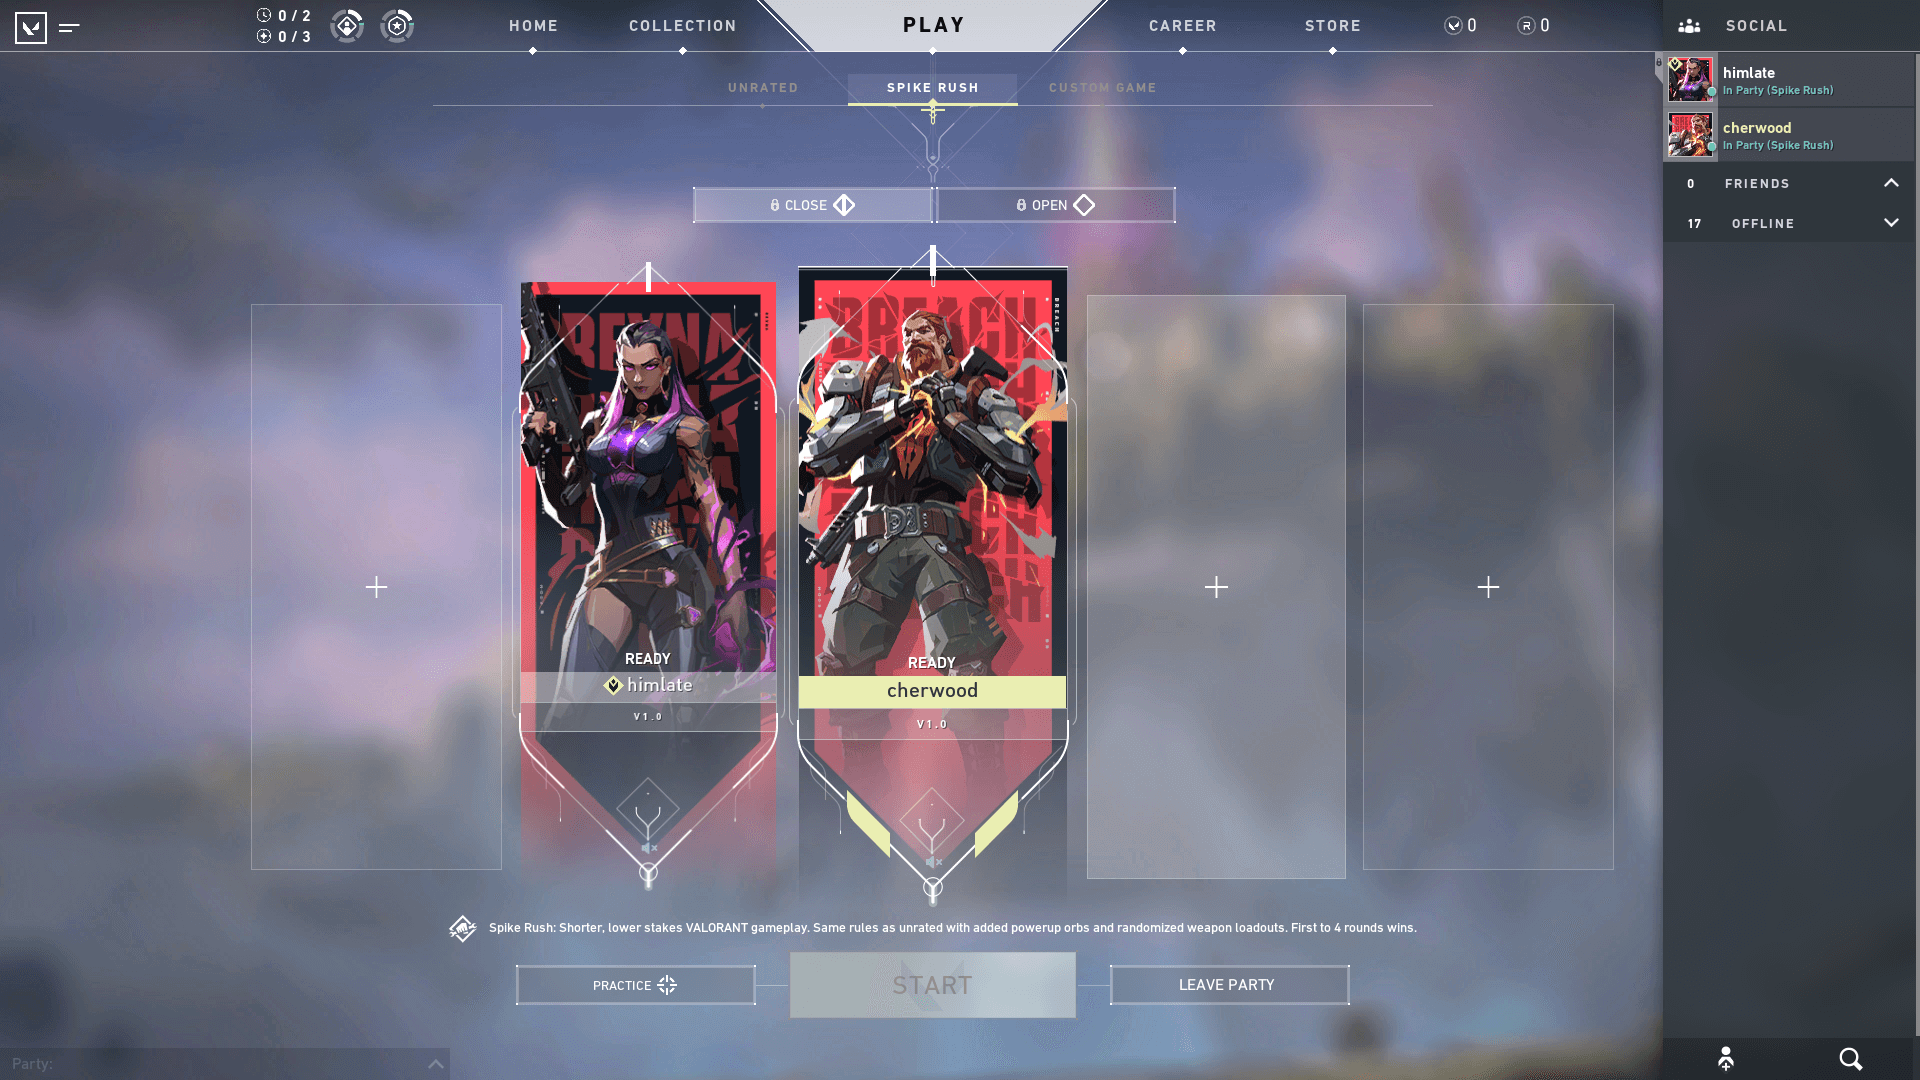 0 / 2
0 / 3
HOME
COLLECTION
PLAY
CAREER
STORE
0
0
SOCIAL
UNRATED
SPIKE RUSH
CUSTOM GAME
himlate
In Party (Spike Rush)
cherwood
In Party (Spike Rush)
0 FRIENDS
17 OFFLINE
CLOSE
OPEN
REYNA
BREACH
BREACH
READY
himlate
V1.0
READY
cherwood
V1.0
Spike Rush: Shorter, lower stakes VALORANT gameplay. Same rules as unrated with added powerup orbs and randomized weapon loadouts. First to 4 rounds wins.
PRACTICE
START
LEAVE PARTY
Party: